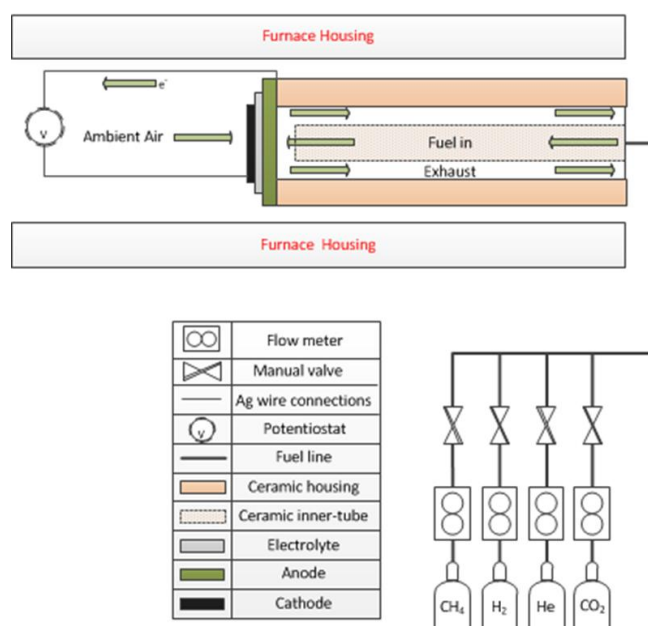 Furnace Housing
e-
V
Ambient Air
Fuel in
Exhaust
Furnace Housing
Flow meter
Manual valve
Ag wire connections
V
Potentiostat
Fuel line
Ceramic housing
Ceramic inner-tube
Electrolyte
Anode
Cathode
CH₄
H₂
He
CO₂